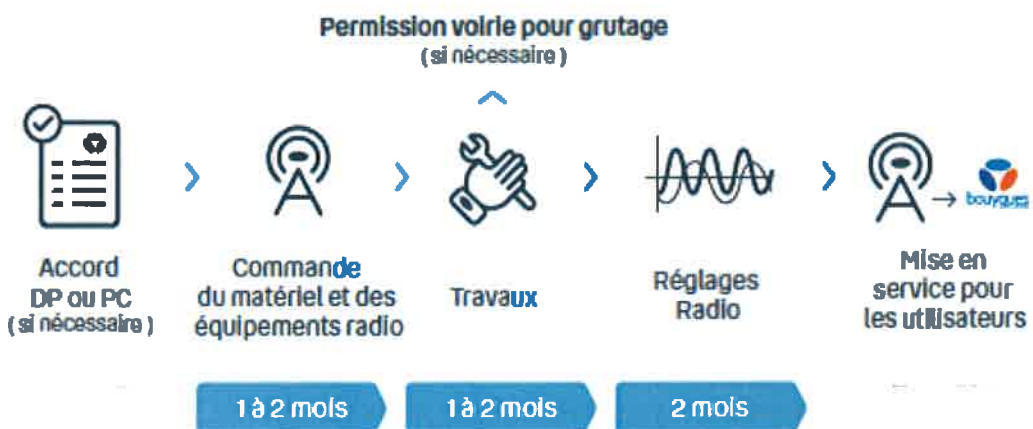 Permission voirie pour grutage
(si nécessaire)
Accord
DP ou PC
(si nécessaire)
Commande
du matériel et des
équipements radio
Travaux
Réglages
Radio
bouygues
Mise en
service pour
les utilisateurs
1 à 2 mois
1 à 2 mois
2 mois